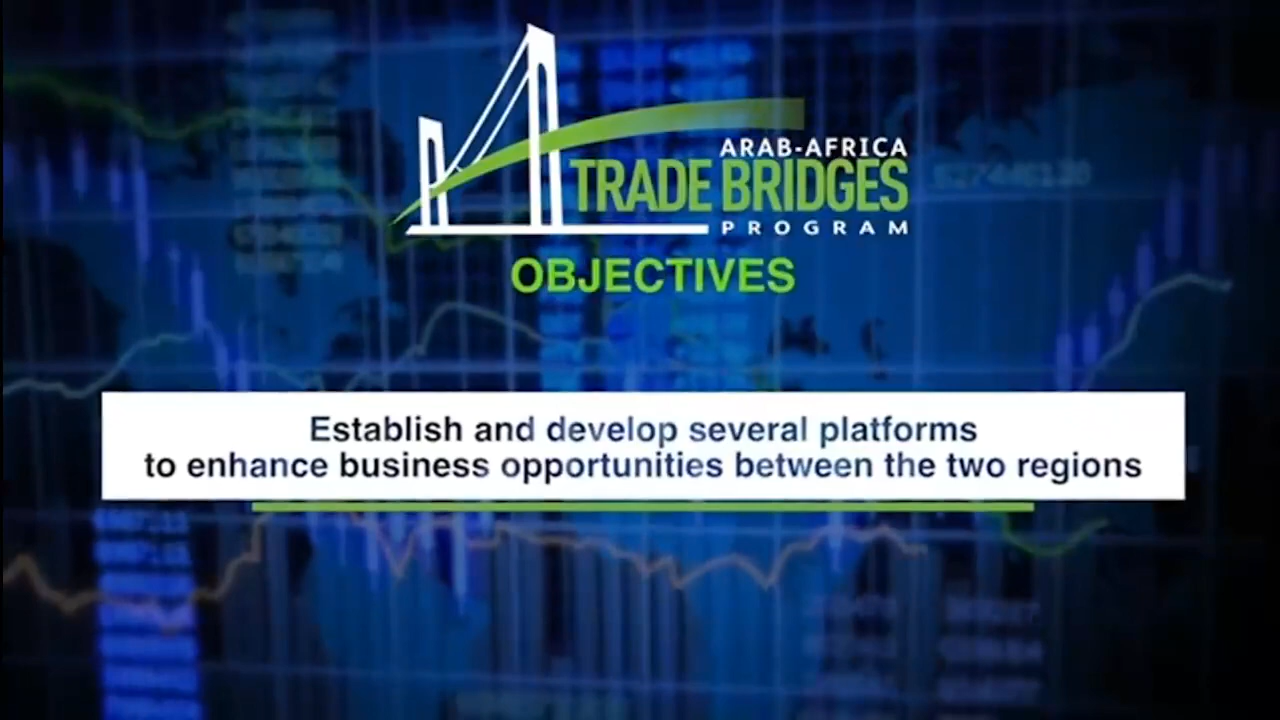 ARAB-AFRICA
TRADE BRIDGES
PROGRAM
OBJECTIVES
Establish and develop several platforms
to enhance business opportunities between the two regions